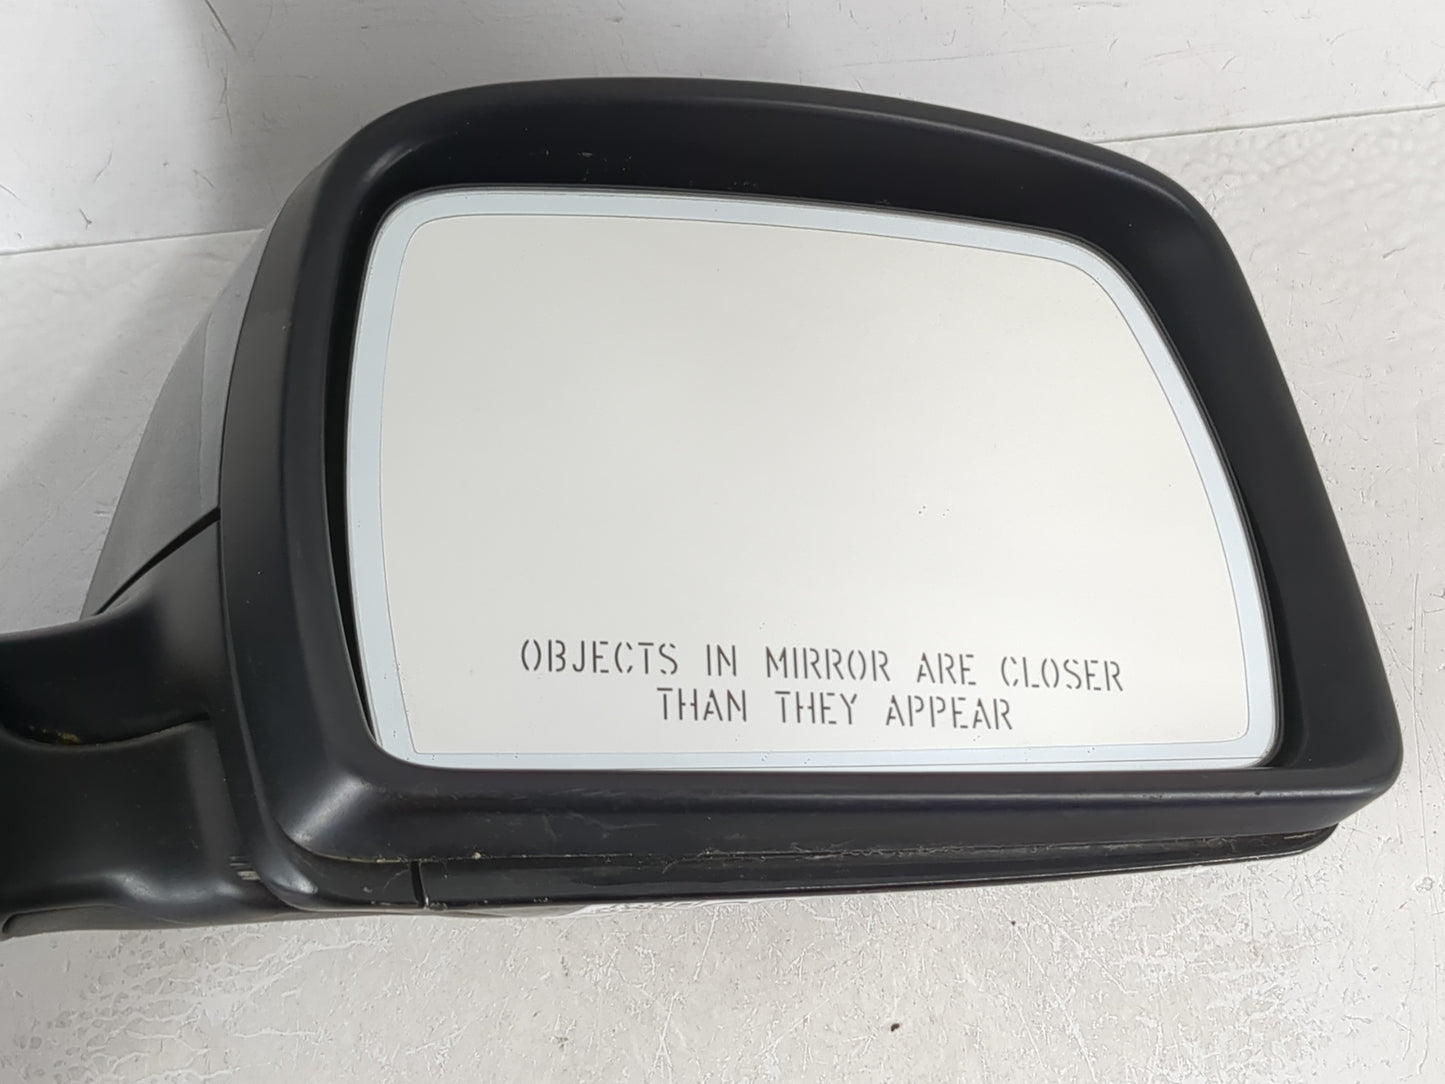 OBJECTS IN MIRROR ARE CLOSER
THAN THEY APPEAR